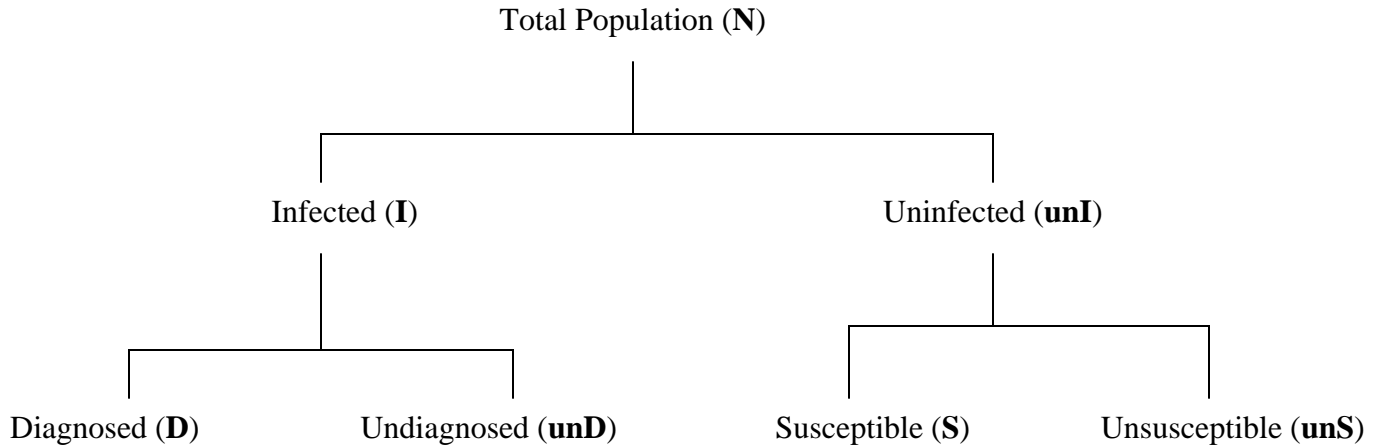 Total Population (N)
Infected (I)
Uninfected (unI)
Diagnosed (D)
Undiagnosed (unD)
Susceptible (S)
Unsusceptible (unS)